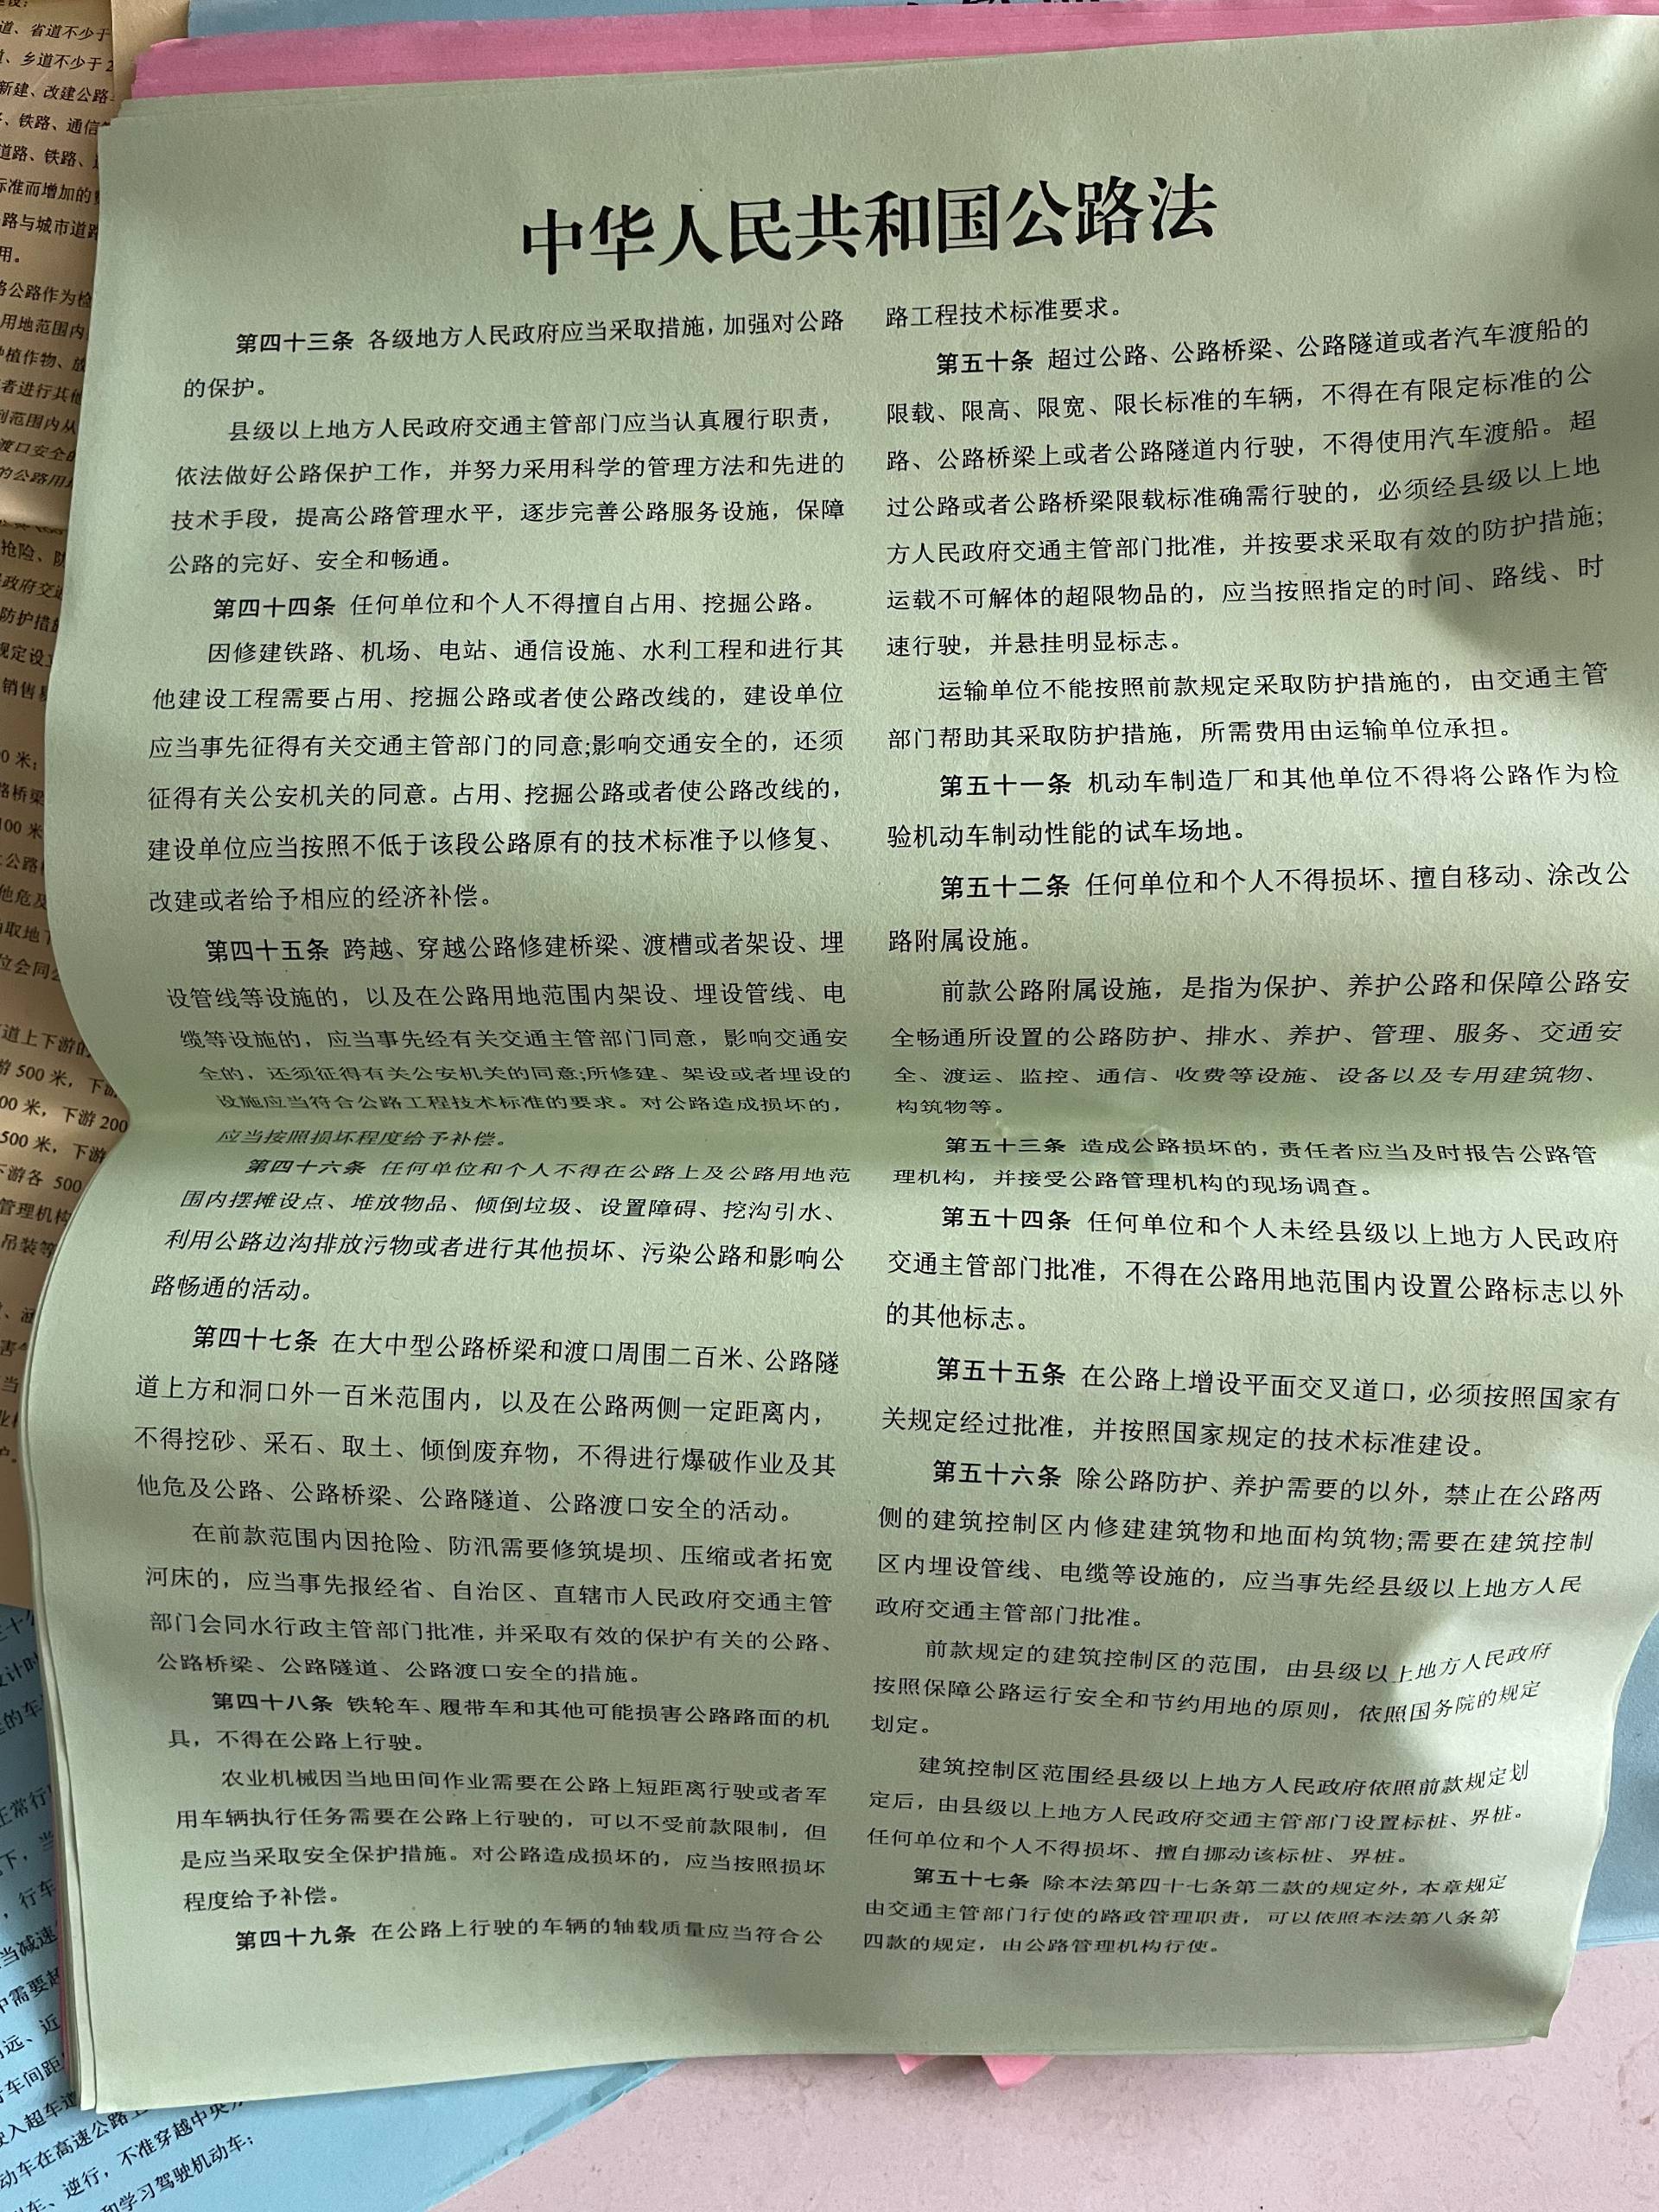 中华人民共和国公路法
第四十三条 各级地方人民政府应当采取措施,加强对公路
的保护。
县级以上地方人民政府交通主管部门应当认真履行职责，
依法做好公路保护工作，并努力采用科学的管理方法和先进的
技术手段，提高公路管理水平，逐步完善公路服务设施，保障
公路的完好、安全和畅通。
第四十四条 任何单位和个人不得擅自占用、挖掘公路。
因修建铁路、机场、电站、通信设施、水利工程和进行其
他建设工程需要占用、挖掘公路或者使公路改线的，建设单位
应当事先征得有关交通主管部门的同意;影响交通安全的，还须
征得有关公安机关的同意。占用、挖掘公路或者使公路改线的，
建设单位应当按照不低于该段公路原有的技术标准予以修复、
改建或者给予相应的经济补偿。
第四十五条 跨越、穿越公路修建桥梁、渡槽或者架设、埋
设管线等设施的，以及在公路用地范围内架设、埋设管线、电
缆等设施的，应当事先经有关交通主管部门同意，影响交通安
全的，还须征得有关公安机关的同意;所修建、架设或者埋设的
设施应当符合公路工程技术标准的要求。对公路造成损坏的，
应当按照损坏程度给予补偿。
第四十六条 任何单位和个人不得在公路上及公路用地范
围内摆摊设点、堆放物品、倾倒垃圾、设置障碍、挖沟引水、
利用公路边沟排放污物或者进行其他损坏、污染公路和影响公
路畅通的活动。
第四十七条 在大中型公路桥梁和渡口周围二百米、公路隧
道上方和洞口外一百米范围内，以及在公路两侧一定距离内，
不得挖砂、采石、取土、倾倒废弃物，不得进行爆破作业及其
他危及公路、公路桥梁、公路隧道、公路渡口安全的活动。
在前款范围内因抢险、防汛需要修筑堤坝、压缩或者拓宽
河床的，应当事先报经省、自治区、直辖市人民政府交通主管
部门会同水行政主管部门批准，并采取有效的保护有关的公路、
公路桥梁、公路隧道、公路渡口安全的措施。
第四十八条 铁轮车、履带车和其他可能损害公路路面的机
具，不得在公路上行驶。
农业机械因当地田间作业需要在公路上短距离行驶或者军
用车辆执行任务需要在公路上行驶的，可以不受前款限制，但
是应当采取安全保护措施。对公路造成损坏的，应当按照损坏
程度给予补偿。
第四十九条 在公路上行驶的车辆的轴载质量应当符合公
路工程技术标准要求。
第五十条 超过公路、公路桥梁、公路隧道或者汽车渡船的
限载、限高、限宽、限长标准的车辆，不得在有限定标准的公
路、公路桥梁上或者公路隧道内行驶，不得使用汽车渡船。超
过公路或者公路桥梁限载标准确需行驶的，必须经县级以上地
方人民政府交通主管部门批准，并按要求采取有效的防护措施;
运载不可解体的超限物品的，应当按照指定的时间、路线、时
速行驶，并悬挂明显标志。
运输单位不能按照前款规定采取防护措施的，由交通主管
部门帮助其采取防护措施，所需费用由运输单位承担。
第五十一条 机动车制造厂和其他单位不得将公路作为检
验机动车制动性能的试车场地。
第五十二条 任何单位和个人不得损坏、擅自移动、涂改公
路附属设施。
前款公路附属设施，是指为保护、养护公路和保障公路安
全畅通所设置的公路防护、排水、养护、管理、服务、交通安
全、渡运、监控、通信、收费等设施、设备以及专用建筑物、
构筑物等。
第五十三条 造成公路损坏的，责任者应当及时报告公路管
理机构，并接受公路管理机构的现场调查。
第五十四条 任何单位和个人未经县级以上地方人民政府
交通主管部门批准，不得在公路用地范围内设置公路标志以外
的其他标志。
第五十五条 在公路上增设平面交叉道口，必须按照国家有
关规定经过批准，并按照国家规定的技术标准建设。
第五十六条 除公路防护、养护需要的以外，禁止在公路两
侧的建筑控制区内修建建筑物和地面构筑物;需要在建筑控制
区内埋设管线、电缆等设施的，应当事先经县级以上地方人民
政府交通主管部门批准。
前款规定的建筑控制区的范围，由县级以上地方人民政府
按照保障公路运行安全和节约用地的原则，依照国务院的规定
划定。
建筑控制区范围经县级以上地方人民政府依照前款规定划
定后，由县级以上地方人民政府交通主管部门设置标桩、界桩。
任何单位和个人不得损坏、擅自挪动该标桩、界桩。
第五十七条 除本法第四十七条第二款的规定外，本章规定
由交通主管部门行使的路政管理职责，可以依照本法第八条第
四款的规定，由公路管理机构行使。